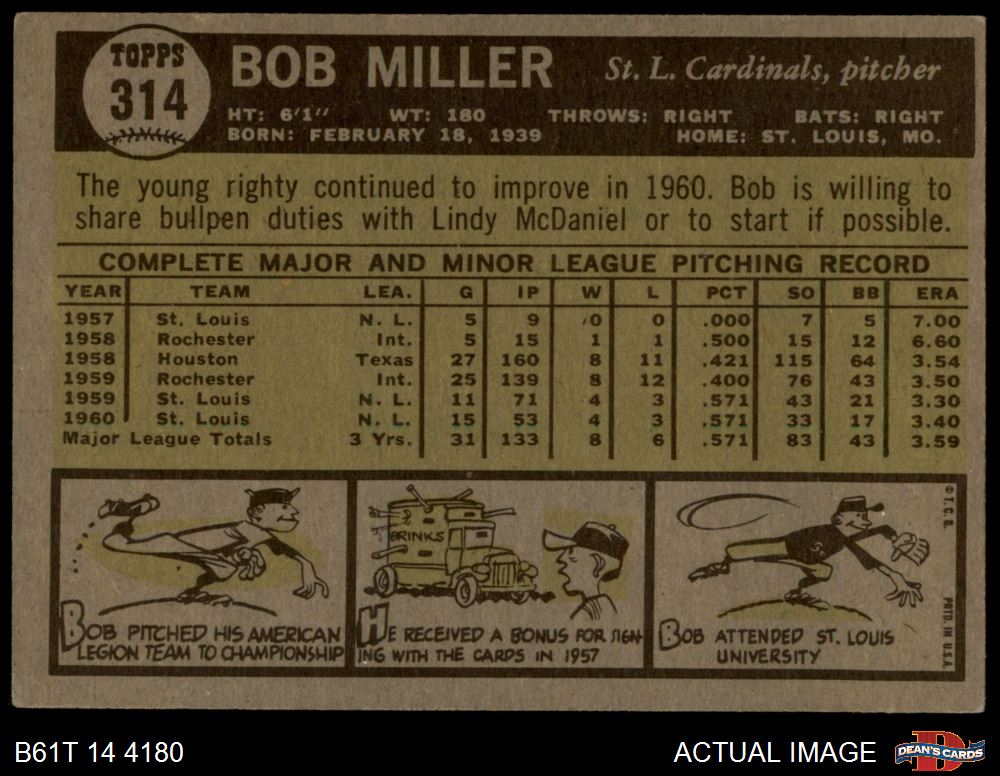 TOPPS
314
BOB MILLER St. L. Cardinals, pitcher
HT: 6'1" WT: 180 THROWS: RIGHT BATS: RIGHT
BORN: FEBRUARY 18, 1939 HOME: ST. LOUIS, MO.
The young righty continued to improve in 1960. Bob is willing to
share bullpen duties with Lindy McDaniel or to start if possible.
COMPLETE MAJOR AND MINOR LEAGUE PITCHING RECORD
YEAR TEAM LEA. G IP W L PCT SO BB ERA
1957 St. Louis N. L. 5 9 0 0 .000 7 5 7.00
1958 Rochester Int. 5 15 1 1 .500 15 12 6.60
1958 Houston Texas 27 160 8 11 .421 115 64 3.54
1959 Rochester Int. 25 139 8 12 .400 76 43 3.50
1959 St. Louis N. L. 11 71 4 3 .571 43 21 3.30
1960 St. Louis N. L. 15 53 4 3 .571 33 17 3.40
Major League Totals 3 Yrs. 31 133 8 6 .571 83 43 3.59
BOB PITCHED HIS AMERICAN
LEGION TEAM TO CHAMPIONSHIP
DRINKS
HE RECEIVED A BONUS FOR SIGN-
ING WITH THE CARDS IN 1957
BOB ATTENDED ST. LOUIS
UNIVERSITY
© T.C.G.
PRTD. IN U.S.A.
B61T 14 4180 ACTUAL IMAGE DEAN'S CARDS